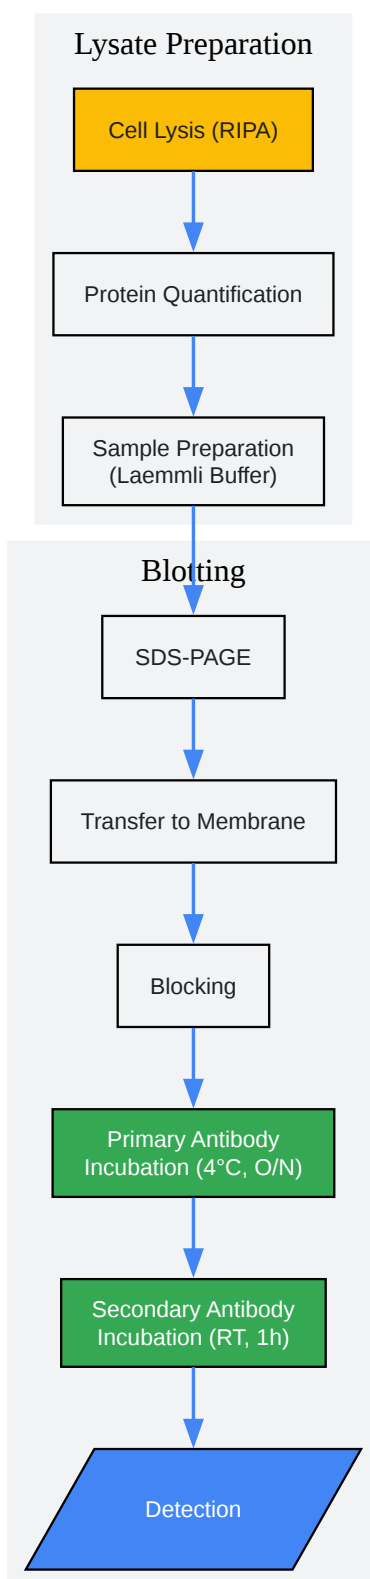 Lysate Preparation
Cell Lysis (RIPA)
Protein Quantification
Sample Preparation
(Laemmli Buffer)
Blotting
SDS-PAGE
Transfer to Membrane
Blocking
Primary Antibody
Incubation (4°C, O/N)
Secondary Antibody
Incubation (RT, 1h)
Detection